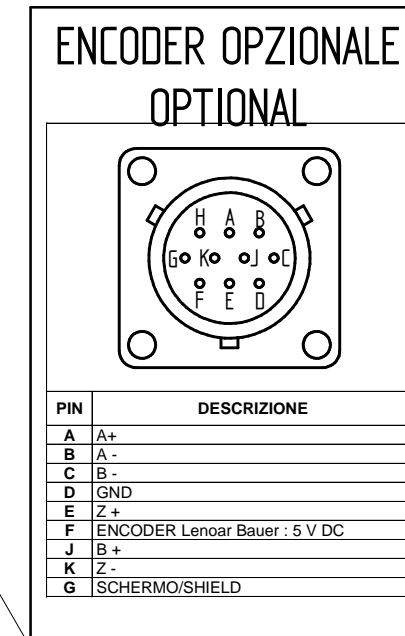 ENCODER OPZIONALE
OPTIONAL
H A B
G K J C
F E D
PIN DESCRIZIONE
A A+
B A -
C B -
D GND
E Z +
F ENCODER Lenoar Bauer : 5 V DC
J B +
K Z -
G SCHERMO/SHIELD